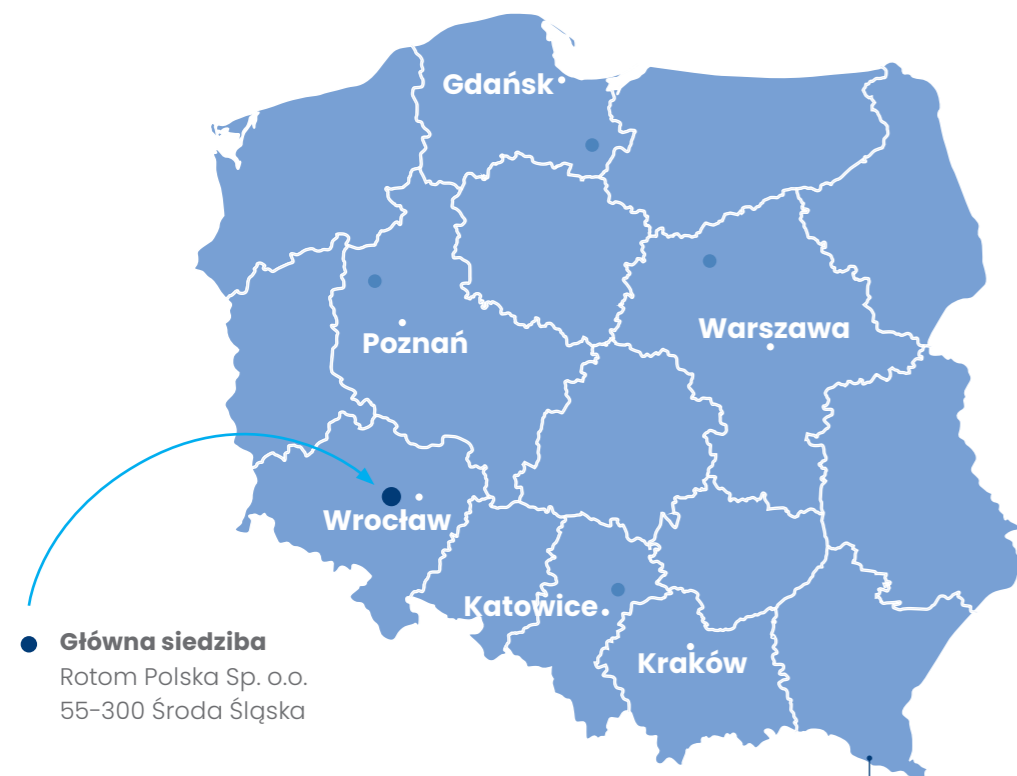 Gdańsk
Warszawa
Poznań
Wrocław
Katowice
Kraków
Główna siedziba
Rotom Polska Sp. o.o.
55-300 Środa Śląska